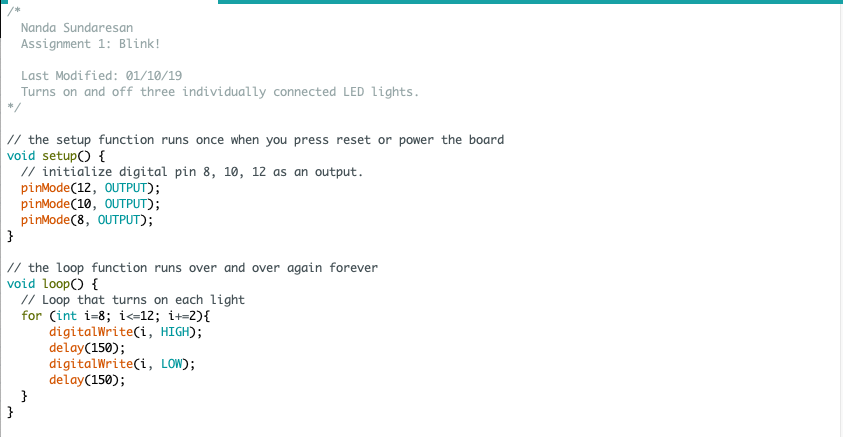 /*
  Nanda Sundaresan
  Assignment 1: Blink!

  Last Modified: 01/10/19
  Turns on and off three individually connected LED lights.
*/

// the setup function runs once when you press reset or power the board
void setup() {
  // initialize digital pin 8, 10, 12 as an output.
  pinMode(12, OUTPUT);
  pinMode(10, OUTPUT);
  pinMode(8, OUTPUT);
}

// the loop function runs over and over again forever
void loop() {
  // Loop that turns on each light
  for (int i=8; i<=12; i+=2){
      digitalWrite(i, HIGH);
      delay(150);
      digitalWrite(i, LOW);
      delay(150);
  }
}